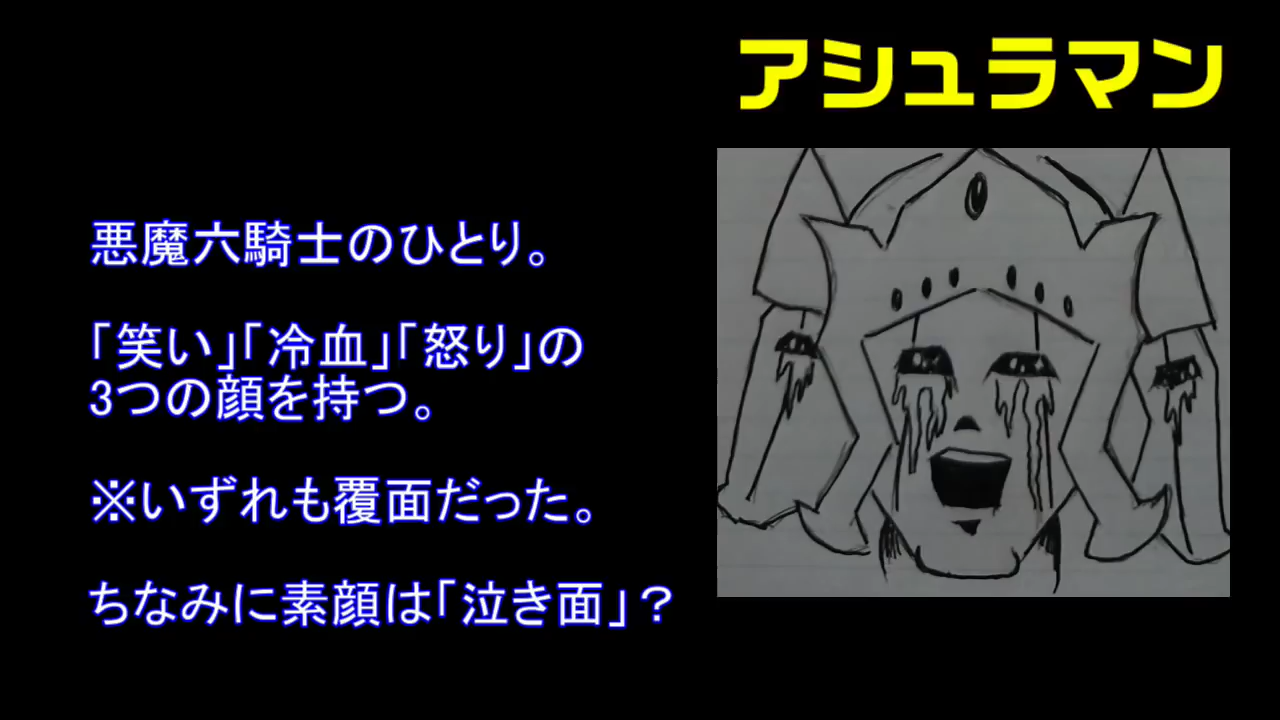 アシュラマン
悪魔六騎士のひとり。
「笑い」「冷血」「怒り」の
3つの顔を持つ。
※いずれも覆面だった。
ちなみに素顔は「泣き面」？